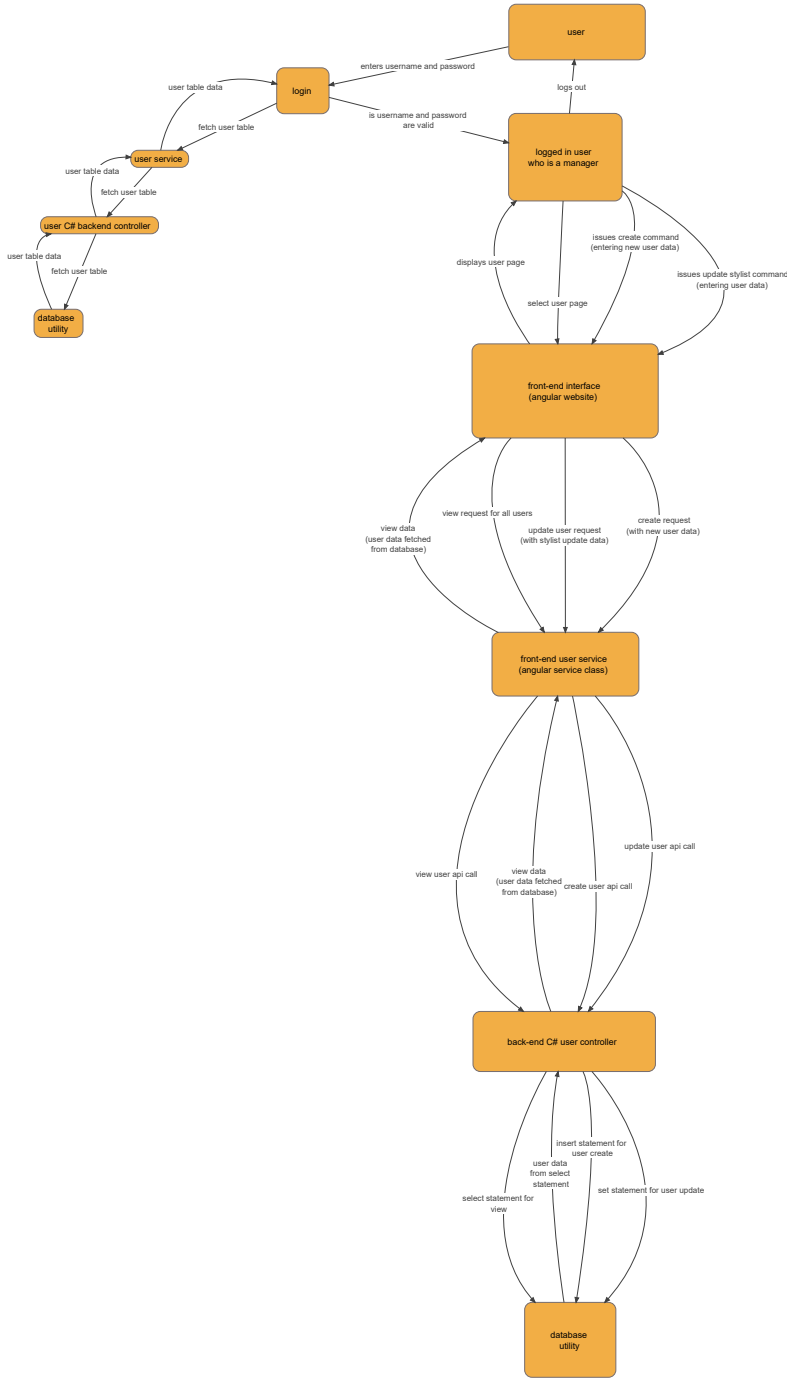 user
enters username and password
user table data
login
logs out
is username and password
are valid
fetch user table
logged in user
who is a manager
user service
user table data
fetch user table
user C# backend controller
issues create command
(entering new user data)
user table data
displays user page
fetch user table
issues update stylist command
(entering user data)
select user page
database
utility
front-end interface
(angular website)
view request for all users
view data
(user data fetched
from database)
update user request
(with stylist update data)
create request
(with new user data)
front-end user service
(angular service class)
update user api call
view user api call
view data
(user data fetched
from database)
create user api call
back-end C# user controller
insert statement for
user create
user data
from select
statement
select statement for
view
set statement for user update
database
utility